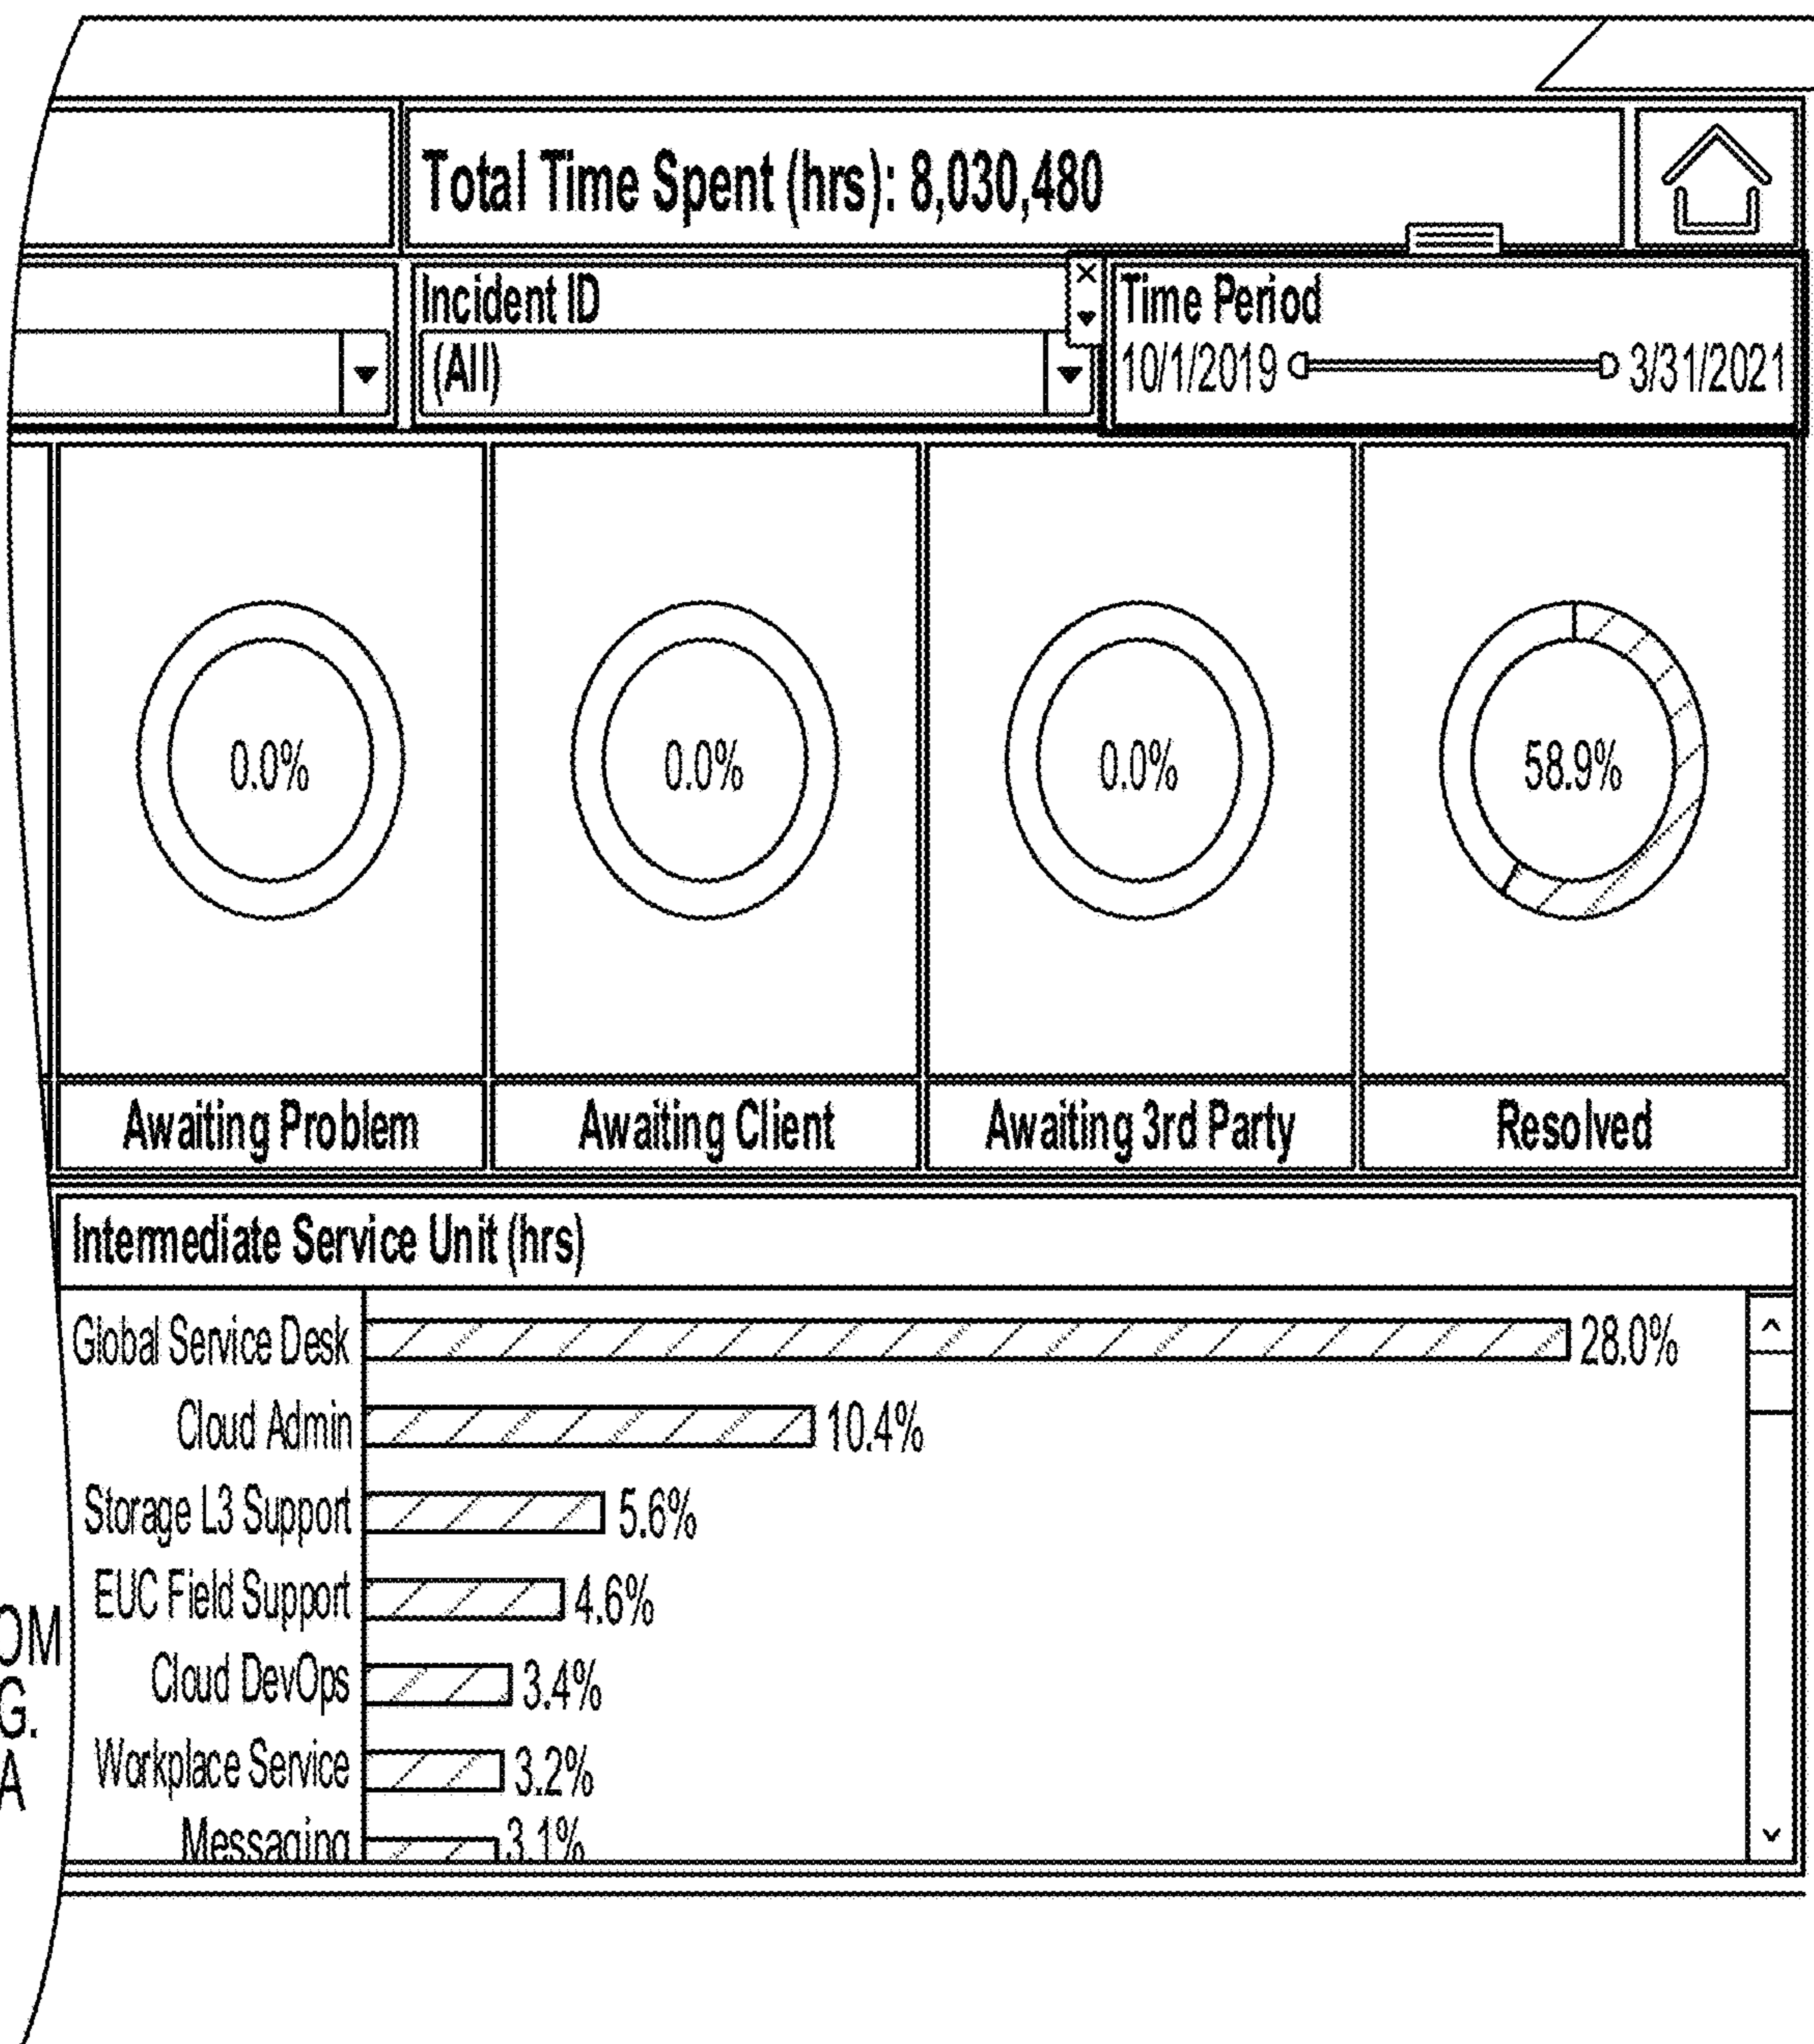 Total Time Spent (hrs): 8,030,480
Incident ID
(All)
Time Period
10/1/2019 3/31/2021
0.0% 0.0% 0.0% 58.9%
Awaiting Problem Awaiting Client Awaiting 3rd Party Resolved
Intermediate Service Unit (hrs)
Global Service Desk 28.0%
Cloud Admin 10.4%
Storage L3 Support 5.6%
EUC Field Support 4.6%
Cloud DevOps 3.4%
Workplace Service 3.2%
Messaging 3.1%
OM
G.
A